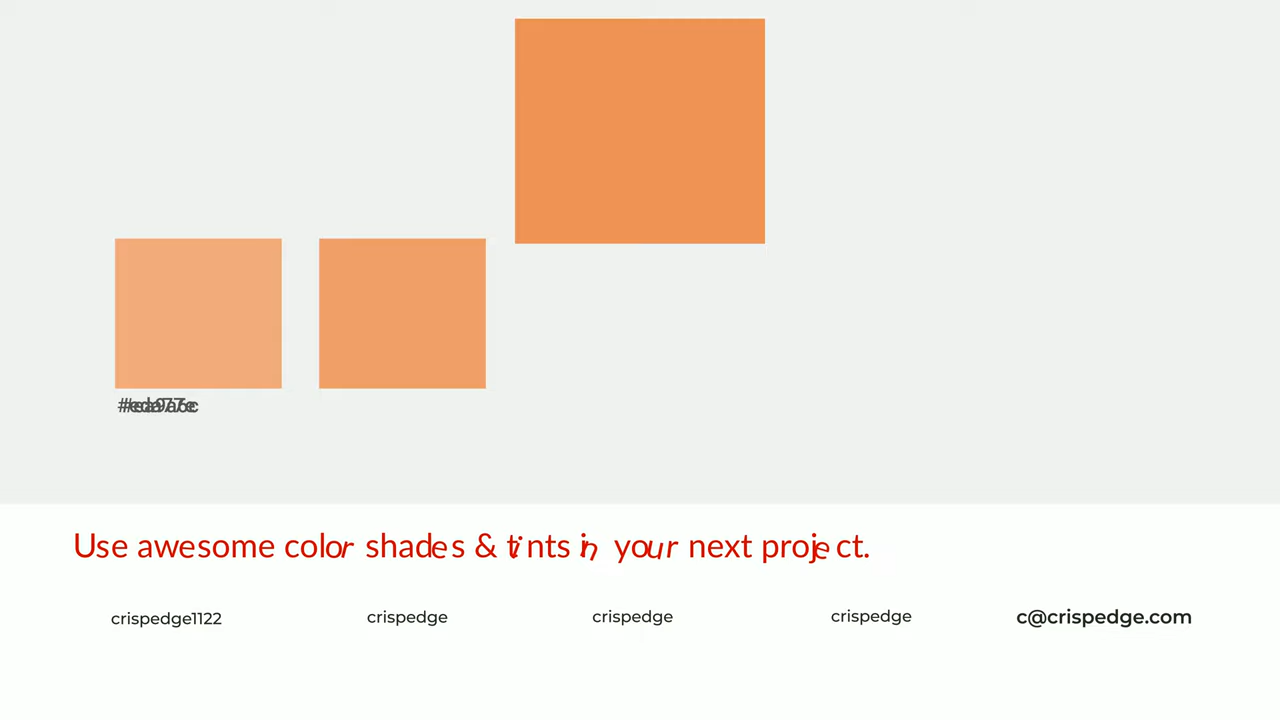 Use awesome color shades & tints in your next project.
crispedge1122 crispedge crispedge crispedge c@crispedge.com